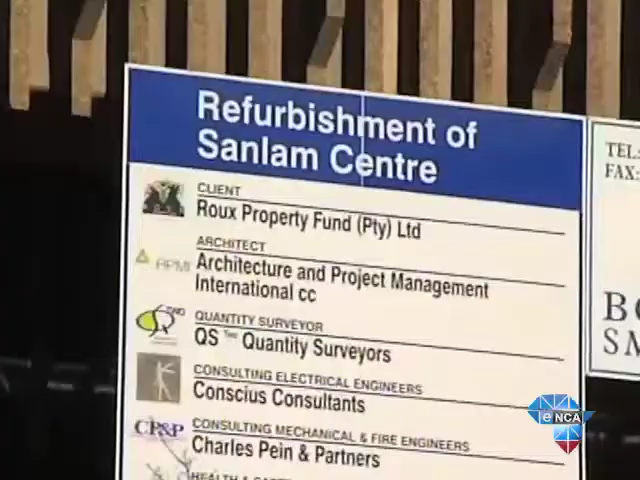 Refurbishment of
Sanlam Centre
CLIENT
Roux Property Fund (Pty) Ltd
ARCHITECT
APMI
Architecture and Project Management
International cc
QUANTITY SURVEYOR
QS Quantity Surveyors
CONSULTING ELECTRICAL ENGINEERS
Conscius Consultants
CONSULTING MECHANICAL & FIRE ENGINEERS
CP&P
Charles Pein & Partners
TEL:
FAX:
eNCA